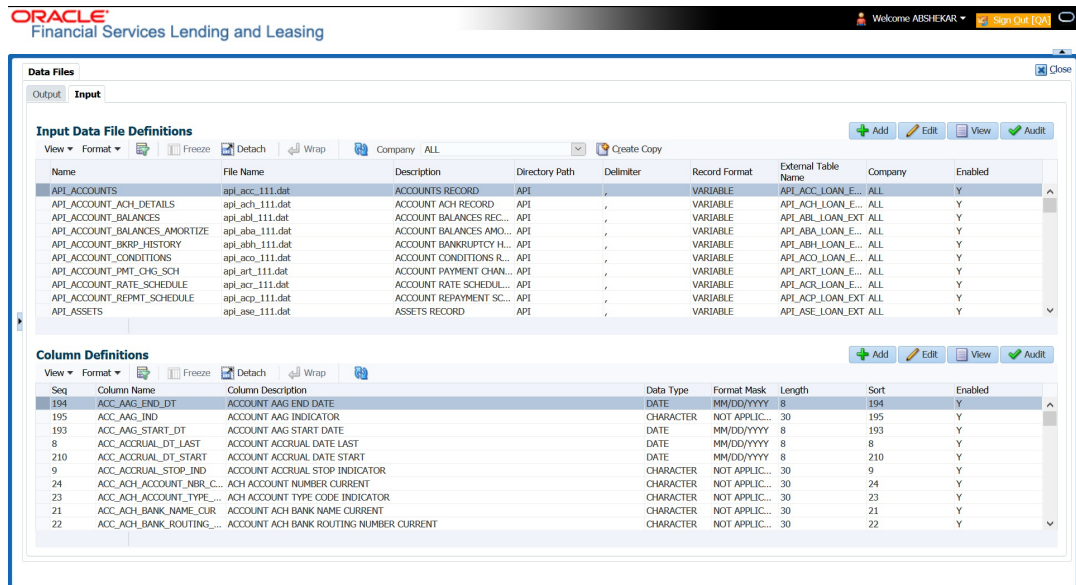 ORACLE®
Financial Services Lending and Leasing
Welcome ABSHEKAR Sign Out [QA]
Data Files Close
Output Input
Input Data File Definitions Add Edit View Audit
View Format Freeze Detach Wrap Company ALL Create Copy
Name File Name Description Directory Path Delimiter Record Format External Table Name Company Enabled
API_ACCOUNTS api_acc_111.dat ACCOUNTS RECORD API , VARIABLE API_ACC_LOAN_E... ALL Y
API_ACCOUNT_ACH_DETAILS api_ach_111.dat ACCOUNT ACH RECORD API , VARIABLE API_ACH_LOAN_E... ALL Y
API_ACCOUNT_BALANCES api_abl_111.dat ACCOUNT BALANCES REC... API , VARIABLE API_ABL_LOAN_EXT ALL Y
API_ACCOUNT_BALANCES_AMORTIZE api_aba_111.dat ACCOUNT BALANCES AMO... API , VARIABLE API_ABA_LOAN_E... ALL Y
API_ACCOUNT_BKRP_HISTORY api_abh_111.dat ACCOUNT BANKRUPTCY H... API , VARIABLE API_ABH_LOAN_E... ALL Y
API_ACCOUNT_CONDITIONS api_aco_111.dat ACCOUNT CONDITIONS R... API , VARIABLE API_ACO_LOAN_E... ALL Y
API_ACCOUNT_PMT_CHG_SCH api_art_111.dat ACCOUNT PAYMENT CHAN... API , VARIABLE API_ART_LOAN_E... ALL Y
API_ACCOUNT_RATE_SCHEDULE api_acr_111.dat ACCOUNT RATE SCHEDUL... API , VARIABLE API_ACR_LOAN_E... ALL Y
API_ACCOUNT_REPMT_SCHEDULE api_acp_111.dat ACCOUNT REPAYMENT SC... API , VARIABLE API_ACP_LOAN_EXT ALL Y
API_ASSETS api_ase_111.dat ASSETS RECORD API , VARIABLE API_ASE_LOAN_EXT ALL Y
Column Definitions Add Edit View Audit
View Format Freeze Detach Wrap
Seq Column Name Column Description Data Type Format Mask Length Sort Enabled
194 ACC_AAG_END_DT ACCOUNT AAG END DATE DATE MM/DD/YYYY 8 194 Y
195 ACC_AAG_IND ACCOUNT AAG INDICATOR CHARACTER NOT APPLIC... 30 195 Y
193 ACC_AAG_START_DT ACCOUNT AAG START DATE DATE MM/DD/YYYY 8 193 Y
8 ACC_ACCRUAL_DT_LAST ACCOUNT ACCRUAL DATE LAST DATE MM/DD/YYYY 8 8 Y
210 ACC_ACCRUAL_DT_START ACCOUNT ACCRUAL DATE START DATE MM/DD/YYYY 8 210 Y
9 ACC_ACCRUAL_STOP_IND ACCOUNT ACCRUAL STOP INDICATOR CHARACTER NOT APPLIC... 30 9 Y
24 ACC_ACH_ACCOUNT_NBR_C... ACH ACCOUNT NUMBER CURRENT CHARACTER NOT APPLIC... 30 24 Y
23 ACC_ACH_ACCOUNT_TYPE_... ACH ACCOUNT TYPE CODE INDICATOR CHARACTER NOT APPLIC... 30 23 Y
21 ACC_ACH_BANK_NAME_CUR ACCOUNT ACH BANK NAME CURRENT CHARACTER NOT APPLIC... 30 21 Y
22 ACC_ACH_BANK_ROUTING_... ACCOUNT ACH BANK ROUTING NUMBER CURRENT CHARACTER NOT APPLIC... 30 22 Y